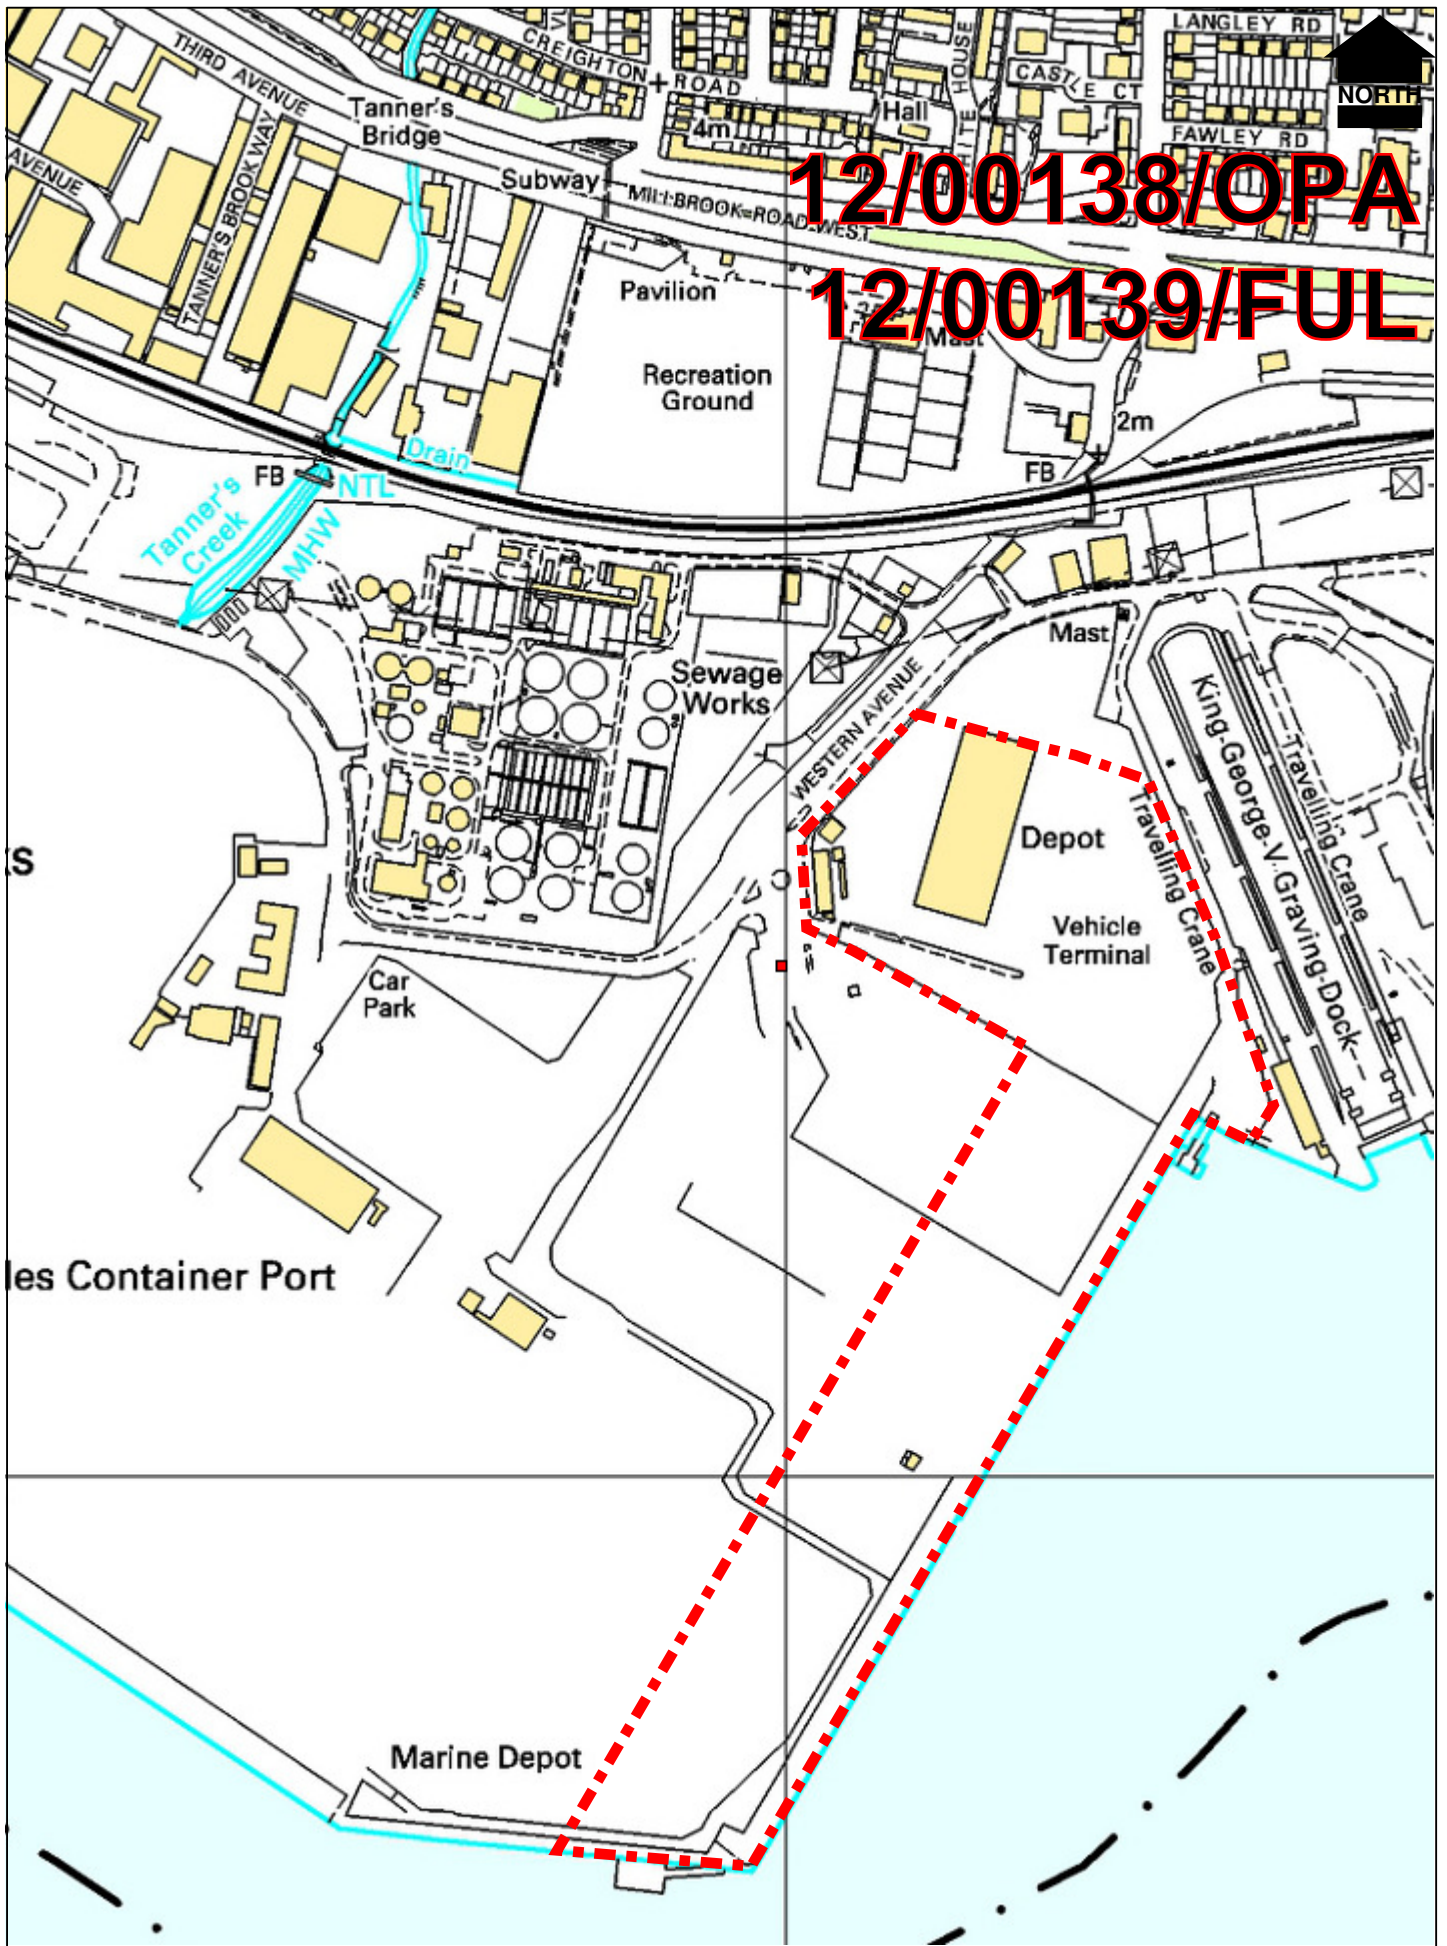 LANGLEY RD
CREIGHTON ROAD
THIRD AVENUE
CASTLE CT
NORTH
Tanner's
Bridge
4m
Hall
HOUSE
FAWLEY RD
AVENUE
TANNER'S BROOK WAY
Subway
MILLBROOK ROAD WEST
12/00138/OPA
Pavilion
12/00139/FUL
Mast
Recreation
Ground
2m
Drain
FB
NTL
FB
Tanner's
Creek
MHW
Mast
Sewage
Works
WESTERN AVENUE
King George V Graving Dock
Travelling Crane
Travelling Crane
Depot
ks
Vehicle
Terminal
Car
Park
les Container Port
Marine Depot